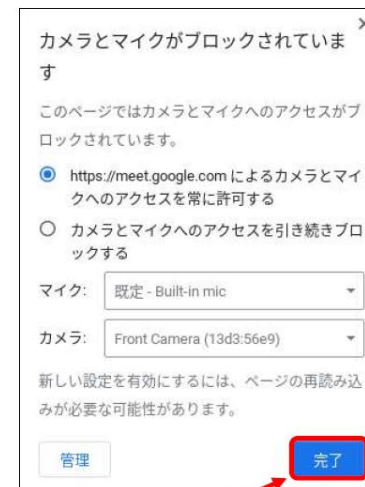 カメラとマイクがブロックされていま
す
このページではカメラとマイクへのアクセスがブ
ロックされています。
https://meet.google.com によるカメラとマイ
クへのアクセスを常に許可する
カメラとマイクへのアクセスを引き続きブロ
ックする
マイク: 既定 - Built-in mic
カメラ: Front Camera (13d3:56e9)
新しい設定を有効にするには、ページの再読み込
みが必要な可能性があります。
管理 完了